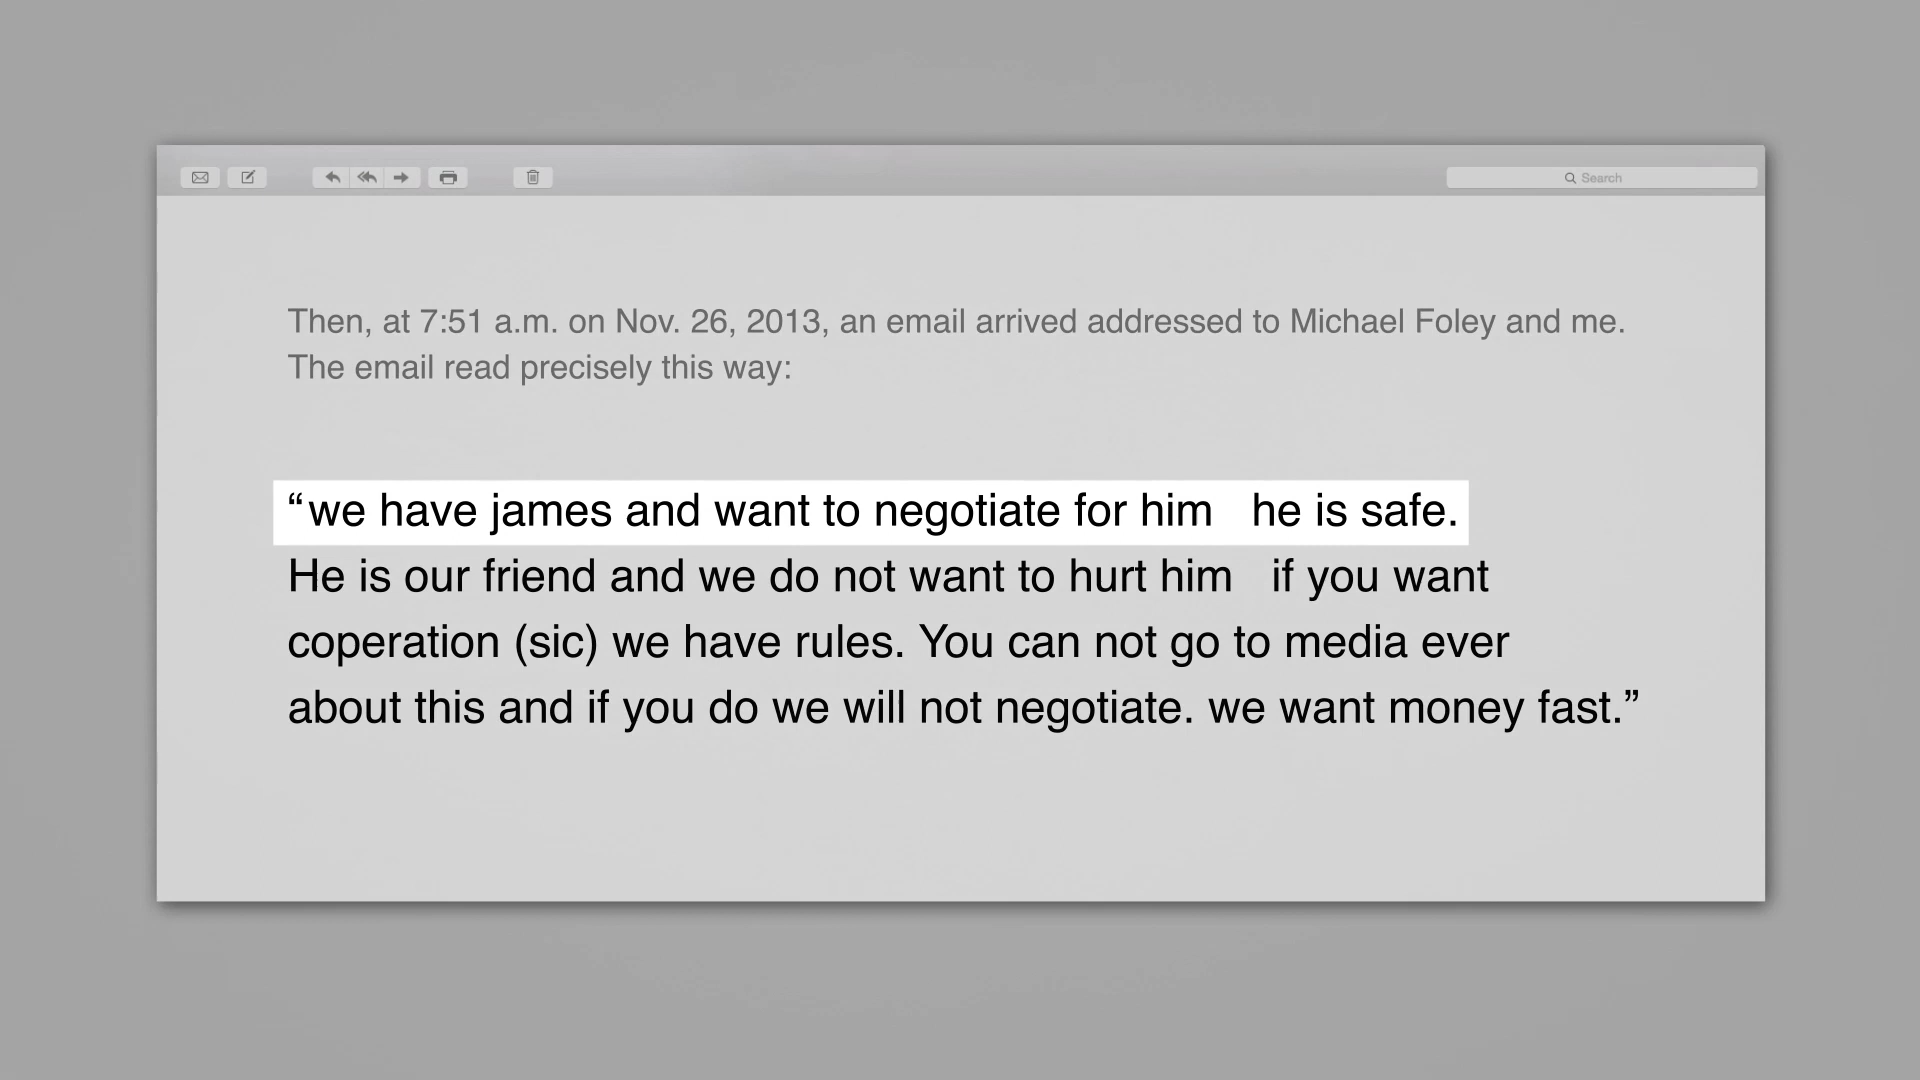 Search
Then, at 7:51 a.m. on Nov. 26, 2013, an email arrived addressed to Michael Foley and me.
The email read precisely this way:
“we have james and want to negotiate for him   he is safe.
He is our friend and we do not want to hurt him   if you want
coperation (sic) we have rules. You can not go to media ever
about this and if you do we will not negotiate. we want money fast.”